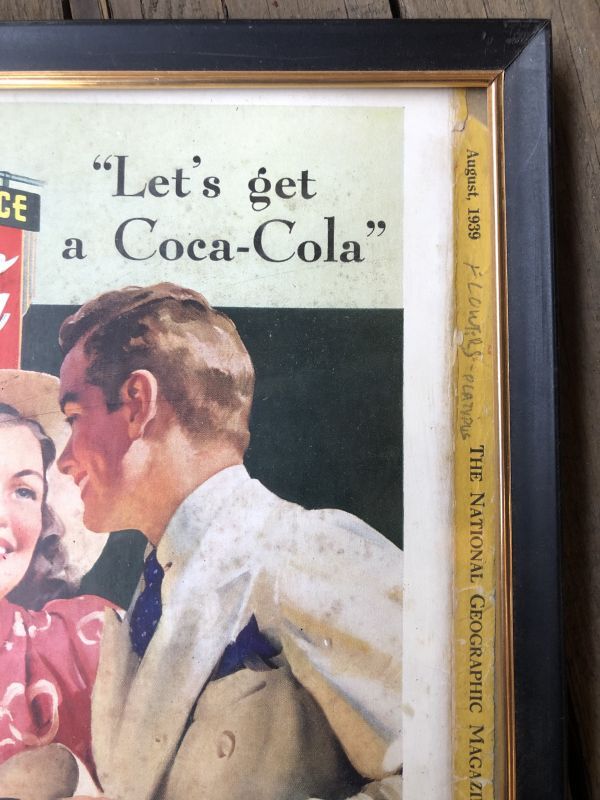 CE
“Let's get
a Coca-Cola”
August, 1939
FLOWERS - PLATYPUS
THE NATIONAL GEOGRAPHIC MAGAZI